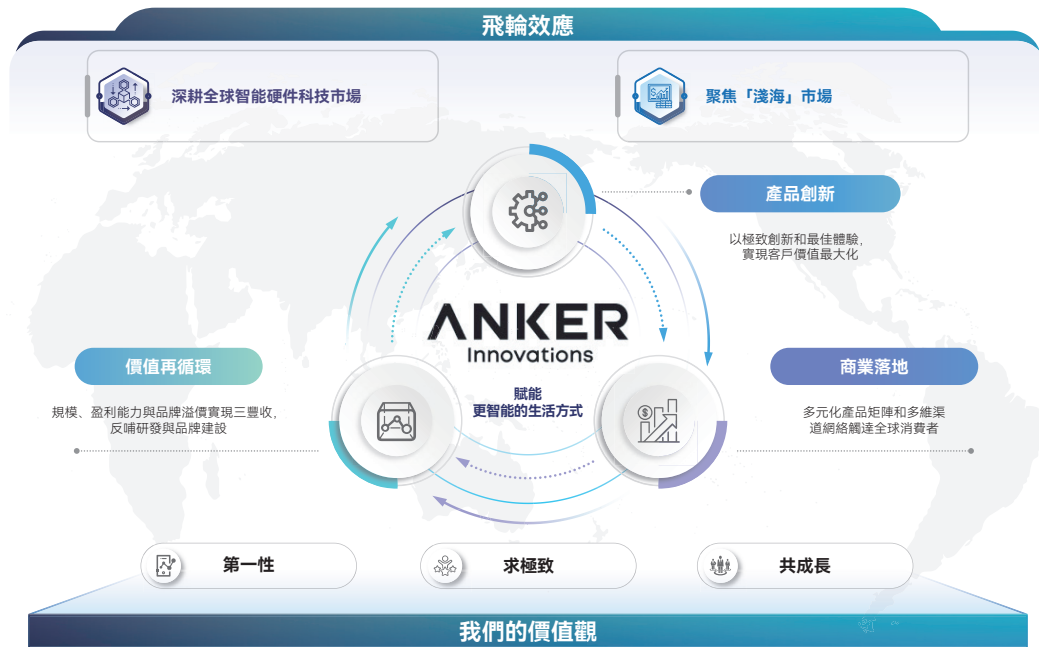 飛輪效應
深耕全球智能硬件科技市場
聚焦「淺海」市場
產品創新
以極致創新和最佳體驗，
實現客戶價值最大化
ANKER
Innovations
賦能
更智能的生活方式
價值再循環
規模、盈利能力與品牌溢價實現三豐收，
反哺研發與品牌建設
商業落地
多元化產品矩陣和多維渠
道網絡觸達全球消費者
第一性
求極致
共成長
我們的價值觀